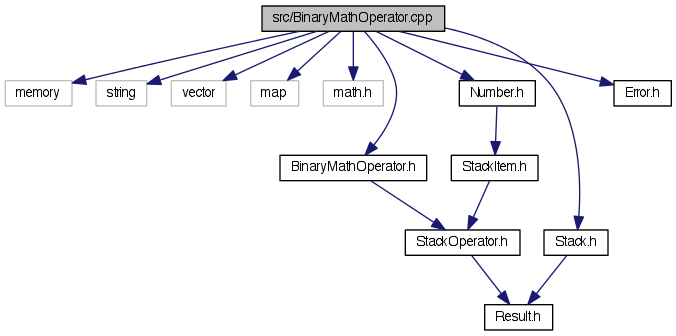 src/BinaryMathOperator.cpp
memory
string
vector
map
math.h
Number.h
Error.h
BinaryMathOperator.h
StackItem.h
StackOperator.h
Stack.h
Result.h